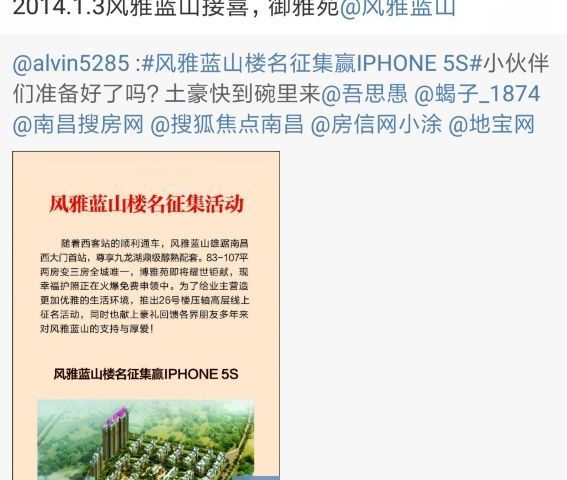 2014.1.3风雅蓝山接喜，御雅苑@风雅蓝山
@alvin5285 :#风雅蓝山楼名征集赢IPHONE 5S#小伙伴
们准备好了吗? 土豪快到碗里来@吾思愚 @蝎子_1874
@南昌搜房网 @搜狐焦点南昌 @房信网小涂 @地宝网
风雅蓝山楼名征集活动
随着西客站的顺利通车，风雅蓝山雄踞南昌
西大门首站，尊享九龙湖鼎级醇熟配套。83-107平
两房变三房全城唯一，博雅苑即将耀世钜献，现
幸福护照正在火爆免费申领中。为了给业主营造
更加优雅的生活环境，推出26号楼压轴高层线上
征名活动，同时也献上豪礼回馈各界朋友多年来
对风雅蓝山的支持与厚爱！
风雅蓝山楼名征集赢IPHONE 5S